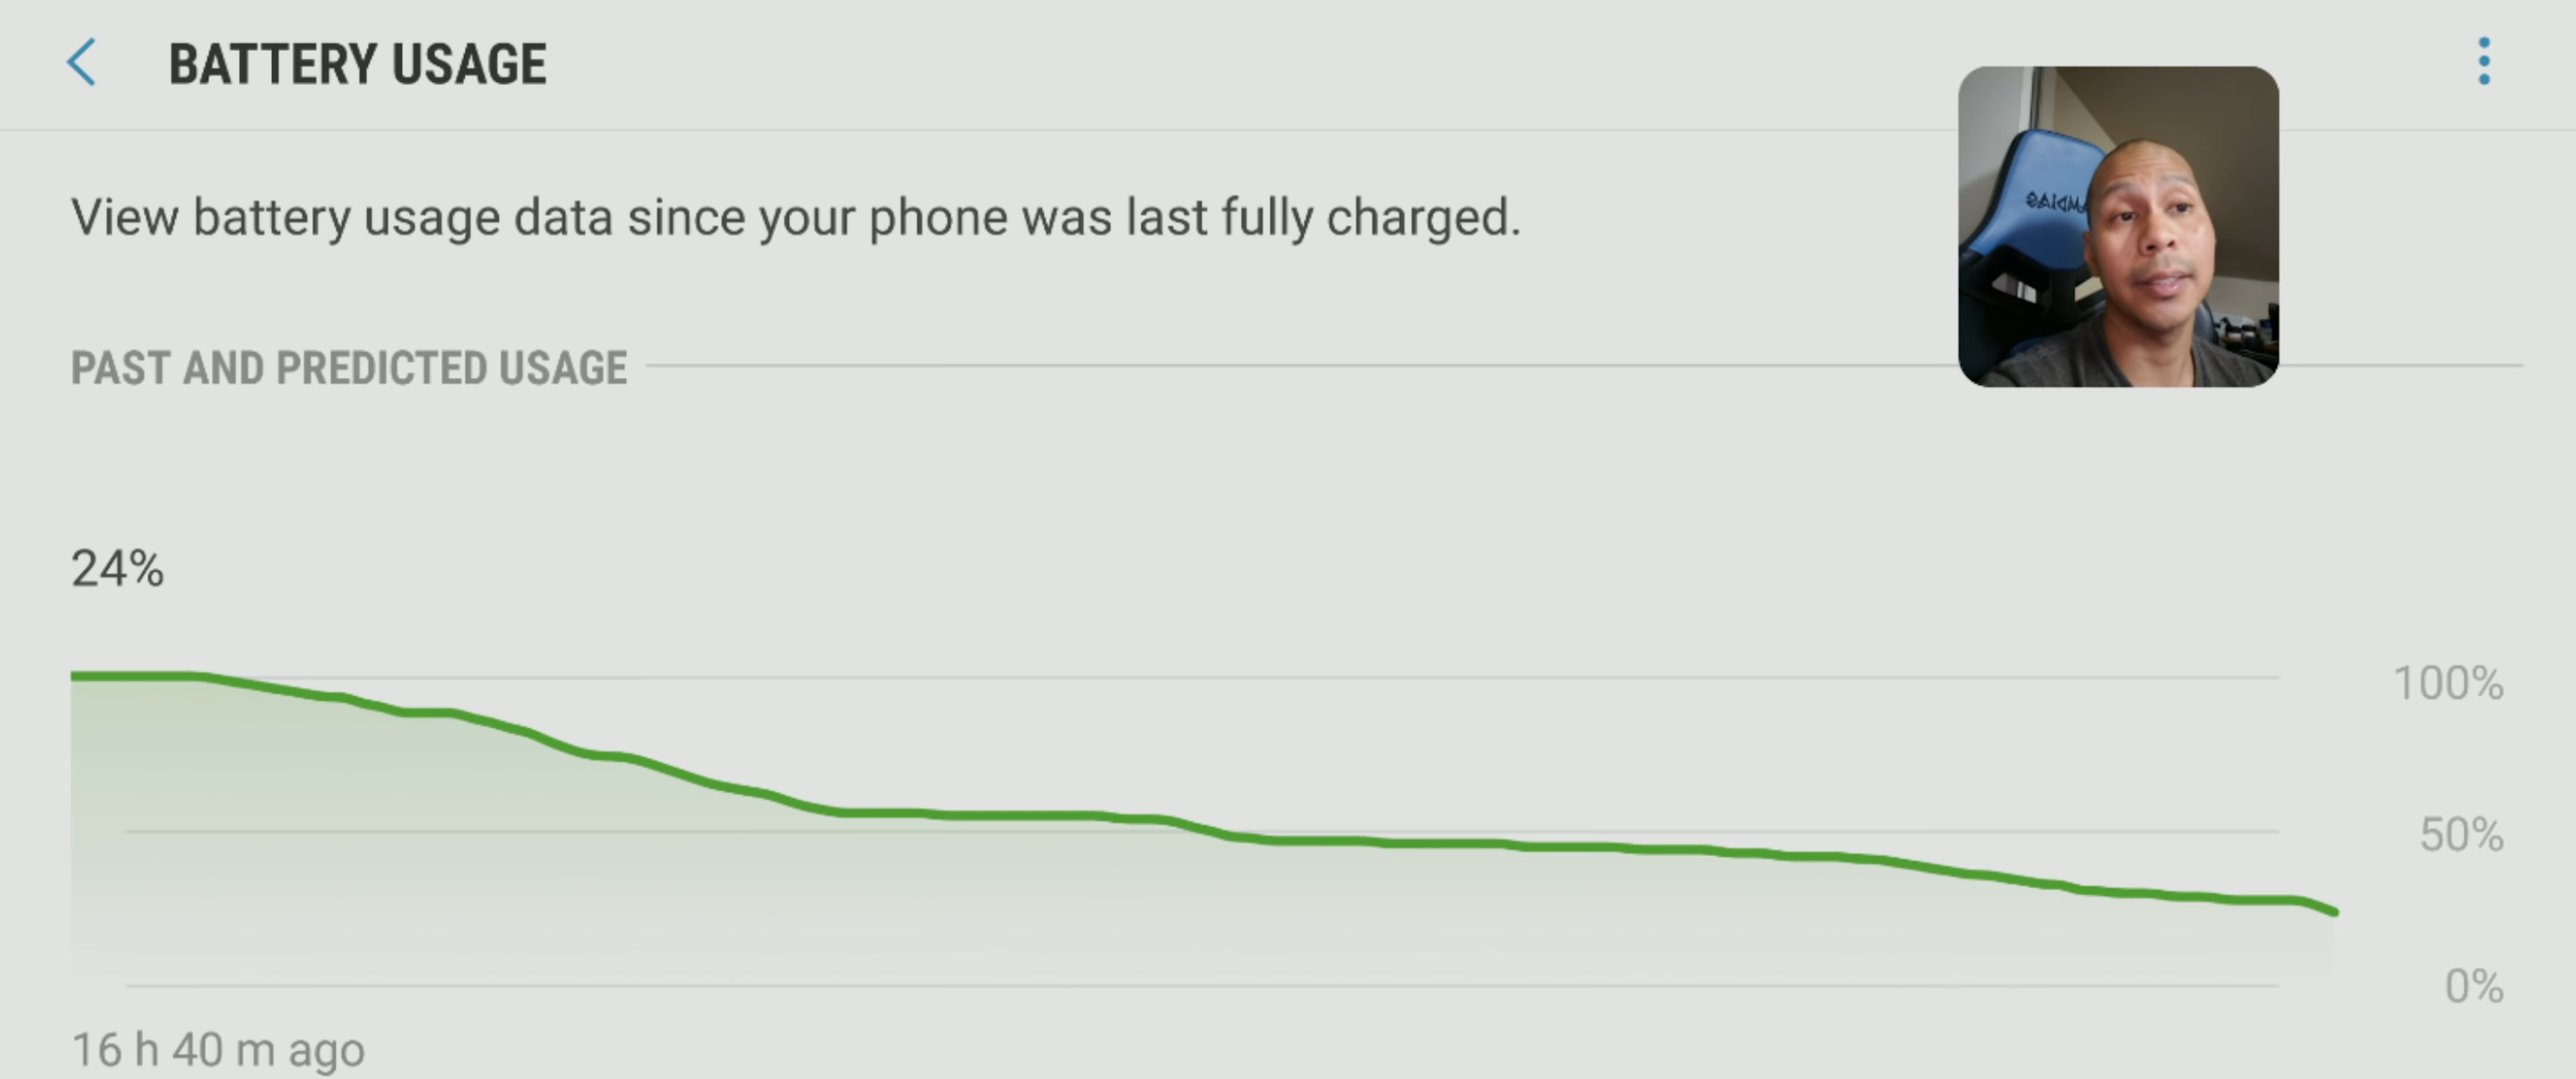 BATTERY USAGE
View battery usage data since your phone was last fully charged.
PAST AND PREDICTED USAGE
24%
100%
50%
0%
16 h 40 m ago